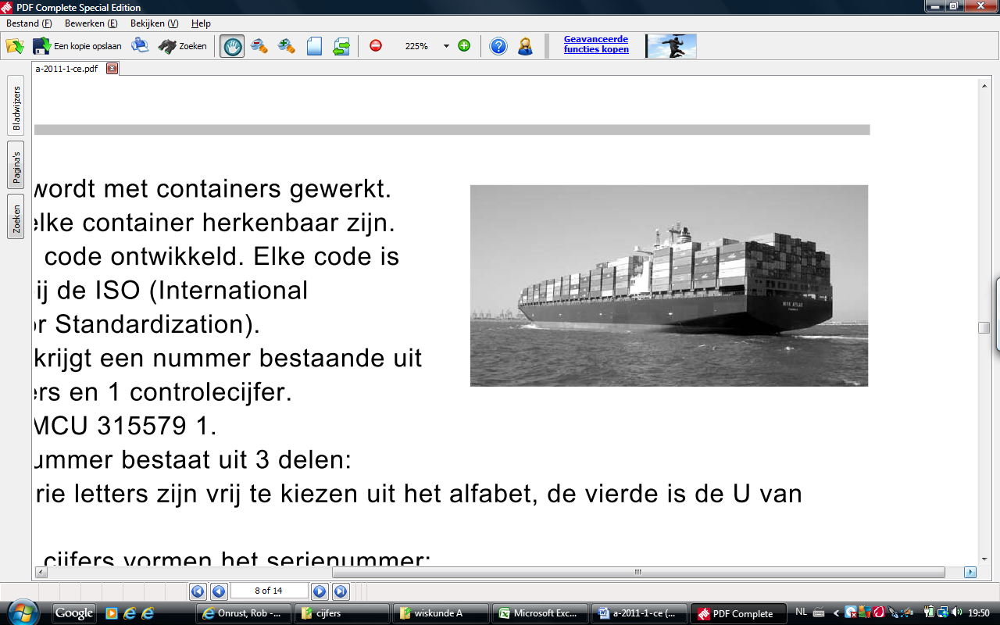 PDF Complete Special Edition
Bestand (F) Bewerken (E) Bekijken (V) Help
Een kopie opslaan Zoeken 225% Geavanceerde
functies kopen
a-2011-1-ce.pdf
Bladwijzers
Pagina's
Zoeken
wordt met containers gewerkt.
elke container herkenbaar zijn.
code ontwikkeld. Elke code is
ij de ISO (International
or Standardization).
krijgt een nummer bestaande uit
ers en 1 controlecijfer.
MCU 315579 1.
ummer bestaat uit 3 delen:
rie letters zijn vrij te kiezen uit het alfabet, de vierde is de U van
cijfers vormen het serienummer;
8 of 14
Google Onrust, Rob -... cijfers wiskunde A Microsoft Exc... a-2011-1-ce (... PDF Complete NL 19:50